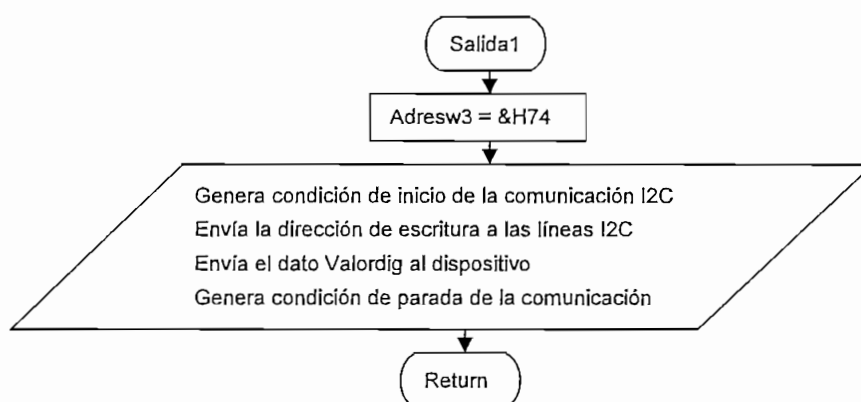 Salida1
Adresw3 = &H74
Genera condición de inicio de la comunicación I2C
Envía la dirección de escritura a las líneas I2C
Envía el dato Valordig al dispositivo
Genera condición de parada de la comunicación
Return